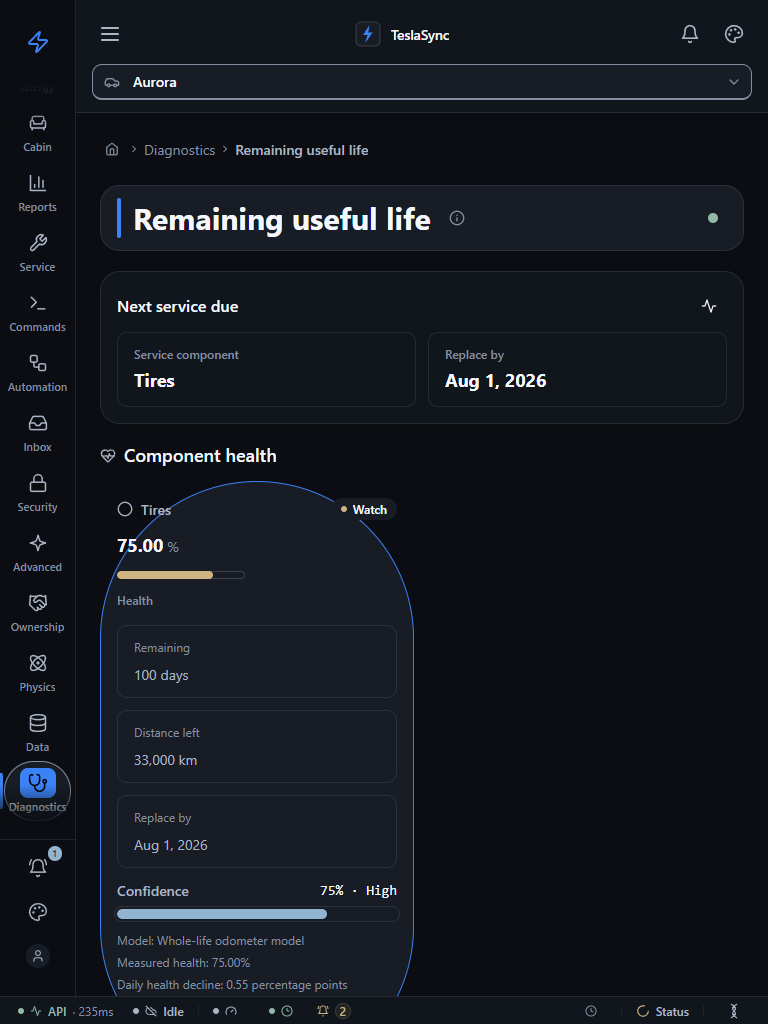 TeslaSync
Aurora
Energy
Cabin
Reports
Service
Commands
Automation
Inbox
Security
Advanced
Ownership
Physics
Data
Diagnostics
1
Diagnostics
Remaining useful life
Remaining useful life
Next service due
Service component
Tires
Replace by
Aug 1, 2026
Component health
Tires
Watch
75.00 %
Health
Remaining
100 days
Distance left
33,000 km
Replace by
Aug 1, 2026
Confidence
75% · High
Model: Whole-life odometer model
Measured health: 75.00%
Daily health decline: 0.55 percentage points
API · 235ms
Idle
2
Status